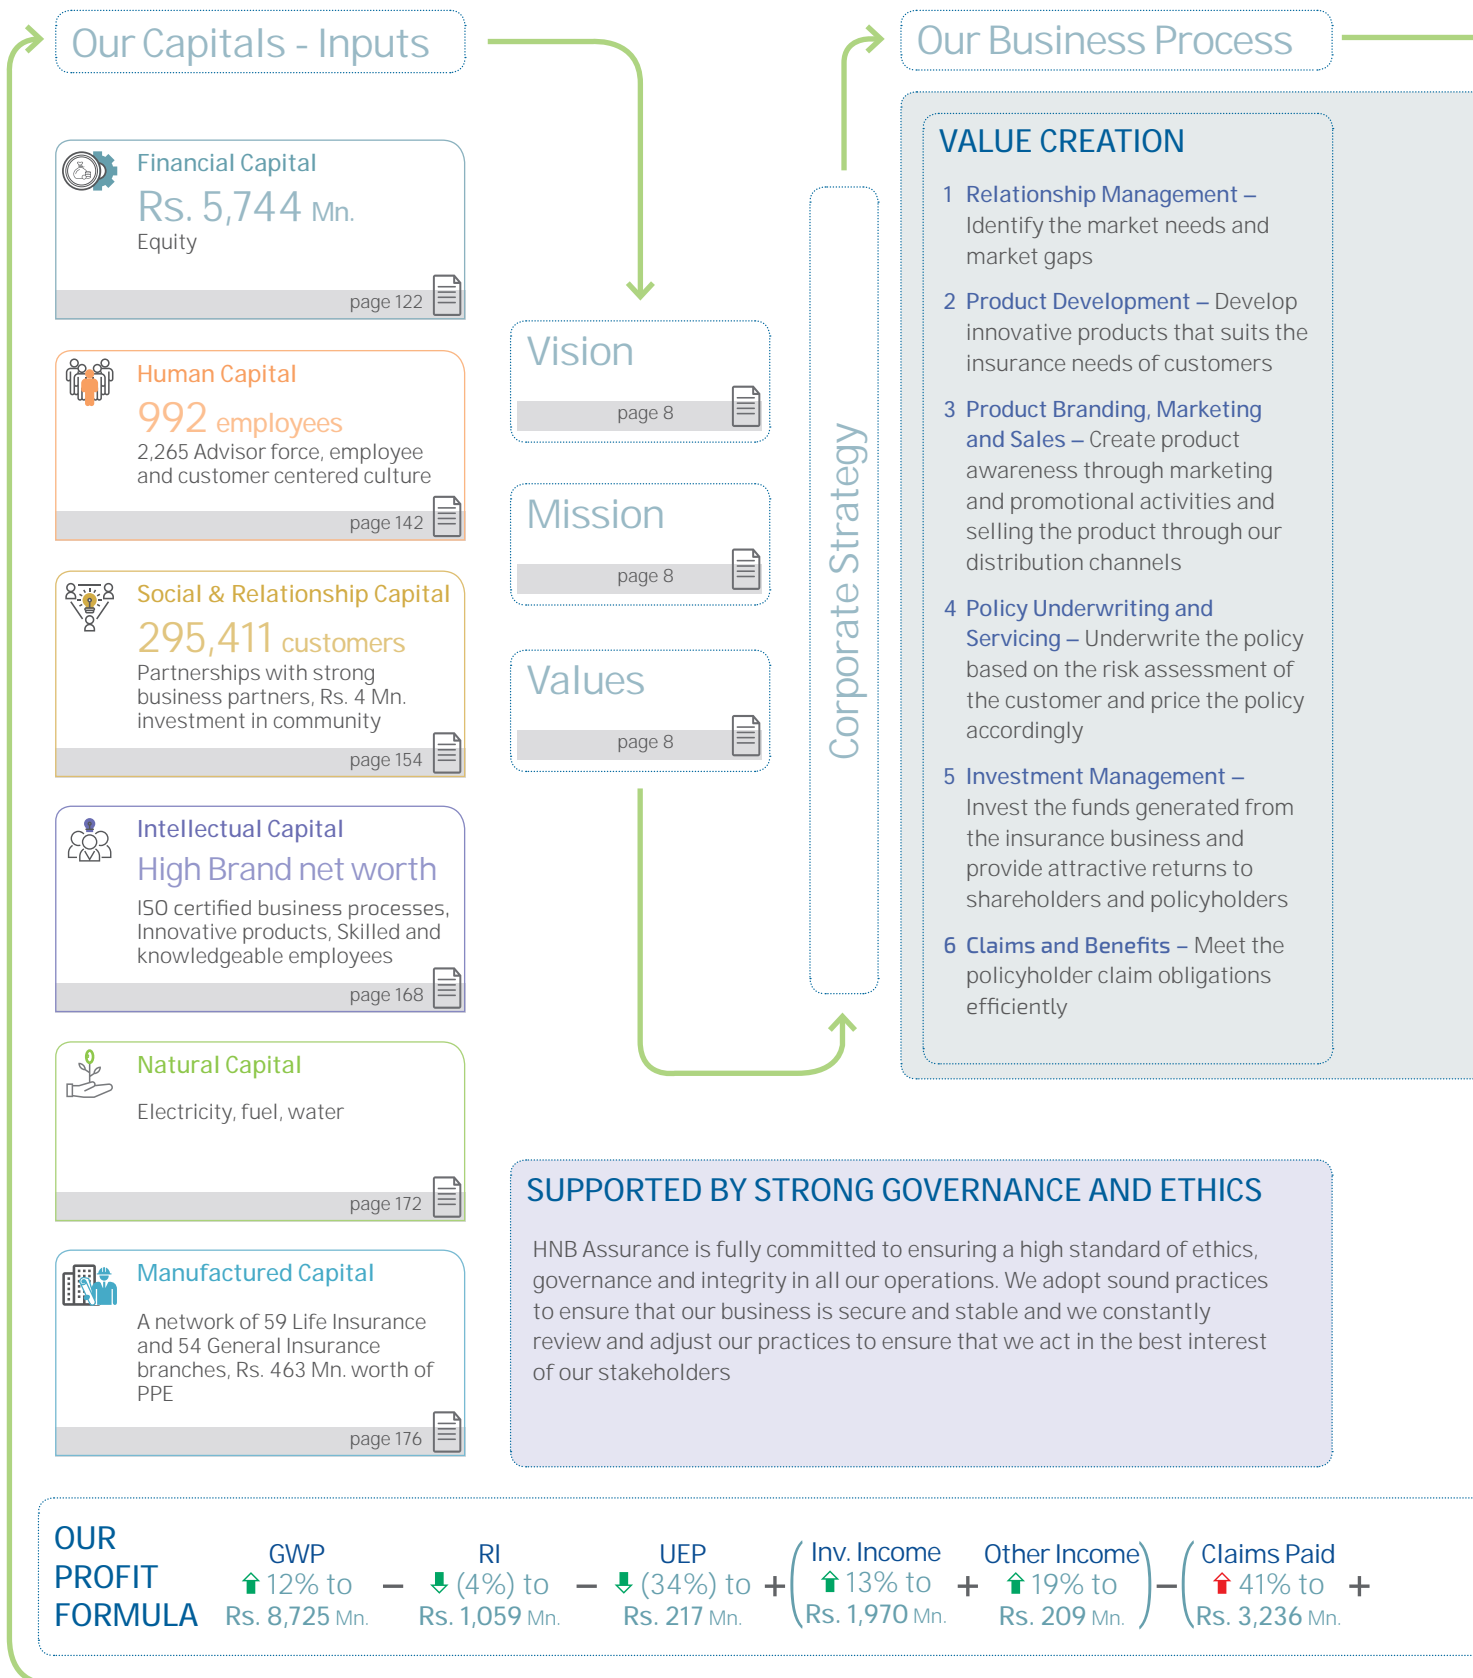 Our Capitals - Inputs
Financial Capital
Rs. 5,744 Mn.
Equity
page 122
Human Capital
992 employees
2,265 Advisor force, employee
and customer centered culture
page 142
Social & Relationship Capital
295,411 customers
Partnerships with strong
business partners, Rs. 4 Mn.
investment in community
page 154
Intellectual Capital
High Brand net worth
ISO certified business processes,
Innovative products, Skilled and
knowledgeable employees
page 168
Natural Capital
Electricity, fuel, water
page 172
Manufactured Capital
A network of 59 Life Insurance
and 54 General Insurance
branches, Rs. 463 Mn. worth of
PPE
page 176
Vision
page 8
Mission
page 8
Values
page 8
Corporate Strategy
Our Business Process
VALUE CREATION
1 Relationship Management –
Identify the market needs and
market gaps
2 Product Development – Develop
innovative products that suits the
insurance needs of customers
3 Product Branding, Marketing
and Sales – Create product
awareness through marketing
and promotional activities and
selling the product through our
distribution channels
4 Policy Underwriting and
Servicing – Underwrite the policy
based on the risk assessment of
the customer and price the policy
accordingly
5 Investment Management –
Invest the funds generated from
the insurance business and
provide attractive returns to
shareholders and policyholders
6 Claims and Benefits – Meet the
policyholder claim obligations
efficiently
SUPPORTED BY STRONG GOVERNANCE AND ETHICS
HNB Assurance is fully committed to ensuring a high standard of ethics,
governance and integrity in all our operations. We adopt sound practices
to ensure that our business is secure and stable and we constantly
review and adjust our practices to ensure that we act in the best interest
of our stakeholders
OUR
PROFIT
FORMULA
GWP
12% to
Rs. 8,725 Mn.
–
RI
(4%) to
Rs. 1,059 Mn.
–
UEP
(34%) to
Rs. 217 Mn.
+
(Inv. Income
13% to
Rs. 1,970 Mn.
+
Other Income)
19% to
Rs. 209 Mn.
–
(Claims Paid
41% to
Rs. 3,236 Mn.
+